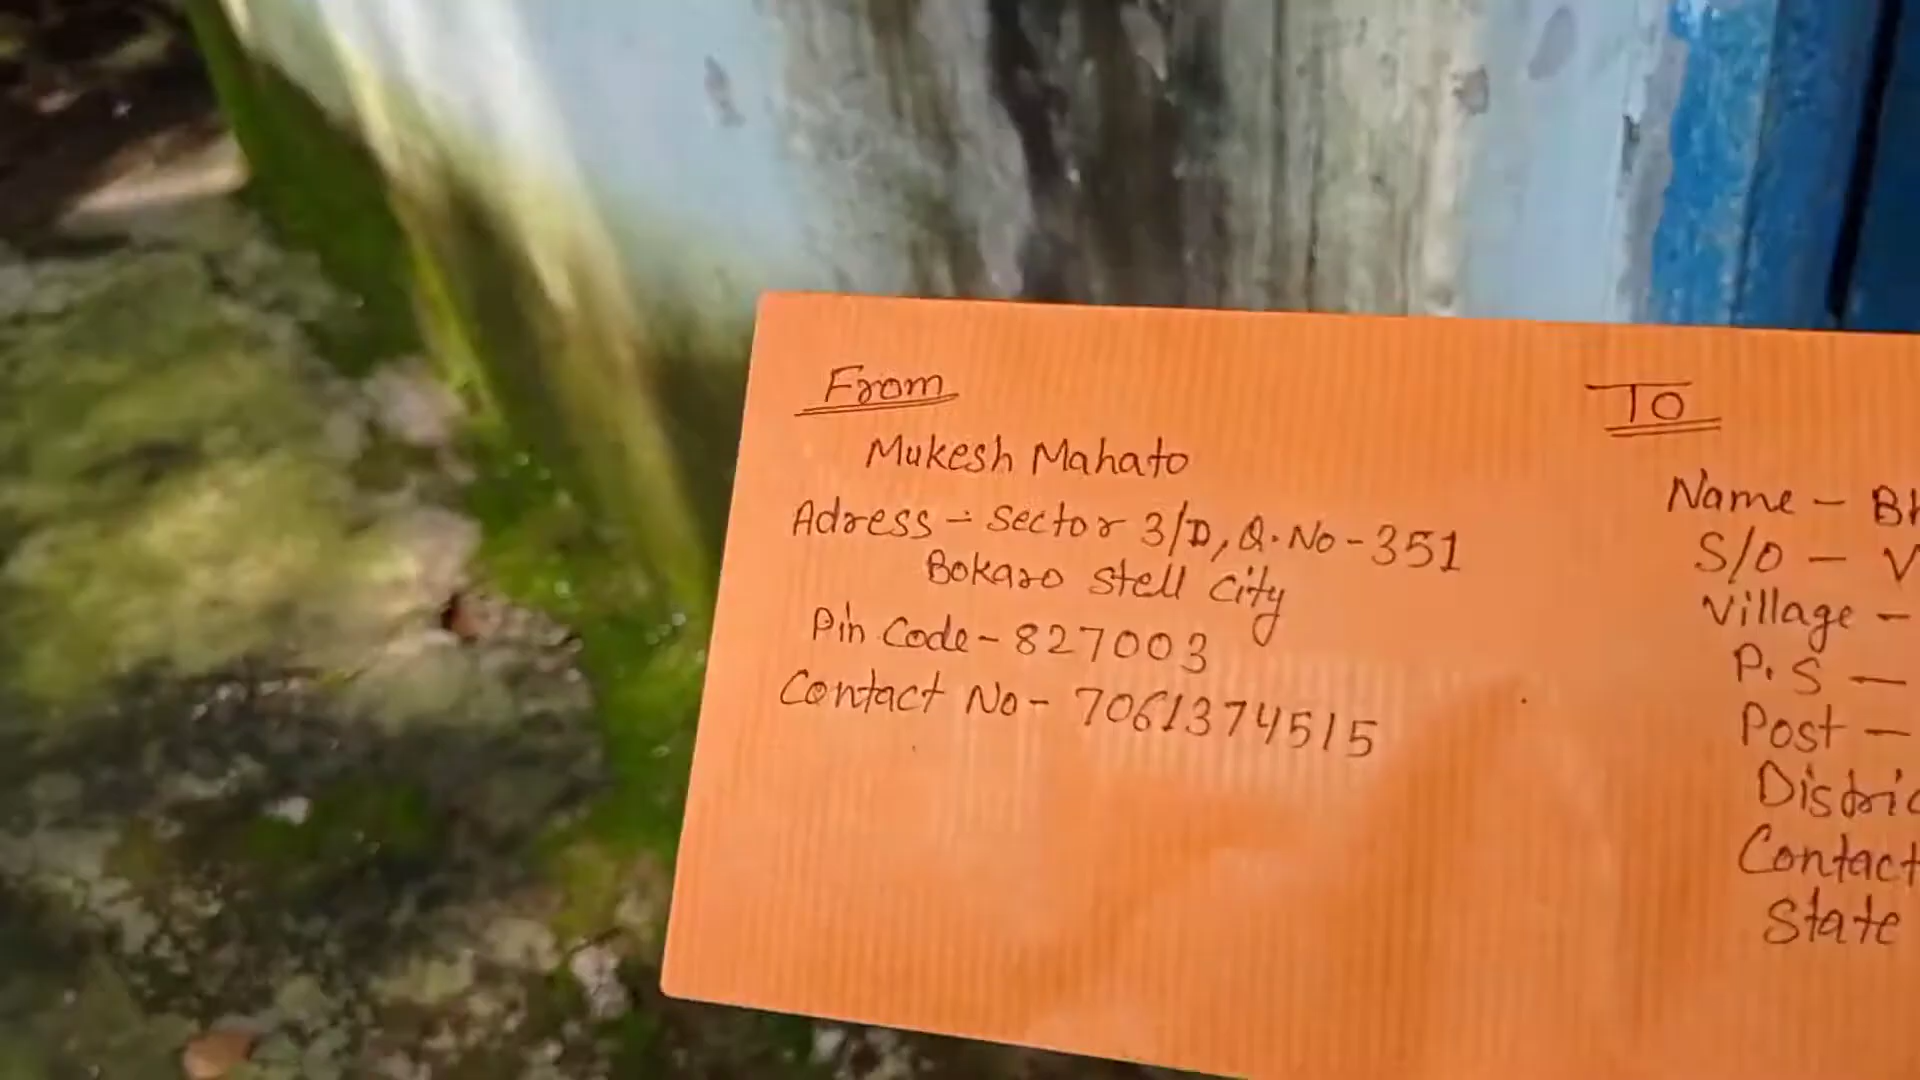 From
Mukesh Mahato
Adress - Sector 3/D, Q. No - 351
Bokaro Stell City
Pin Code - 827003
Contact No - 7061374515
TO
Name -
S/O -
Village -
P.S -
Post -
Contact
State